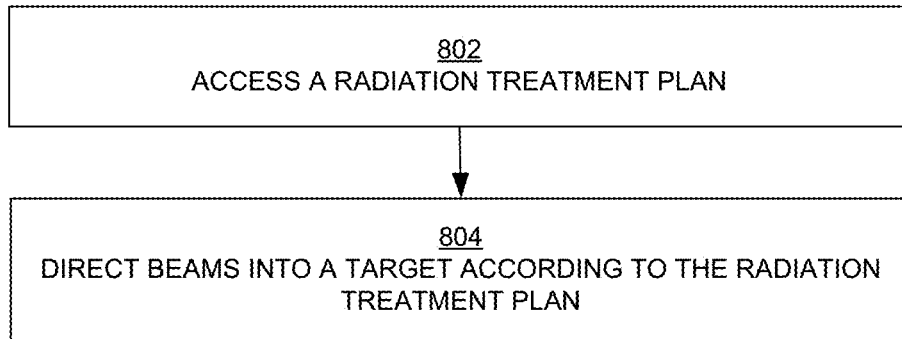 802
ACCESS A RADIATION TREATMENT PLAN
804
DIRECT BEAMS INTO A TARGET ACCORDING TO THE RADIATION
TREATMENT PLAN